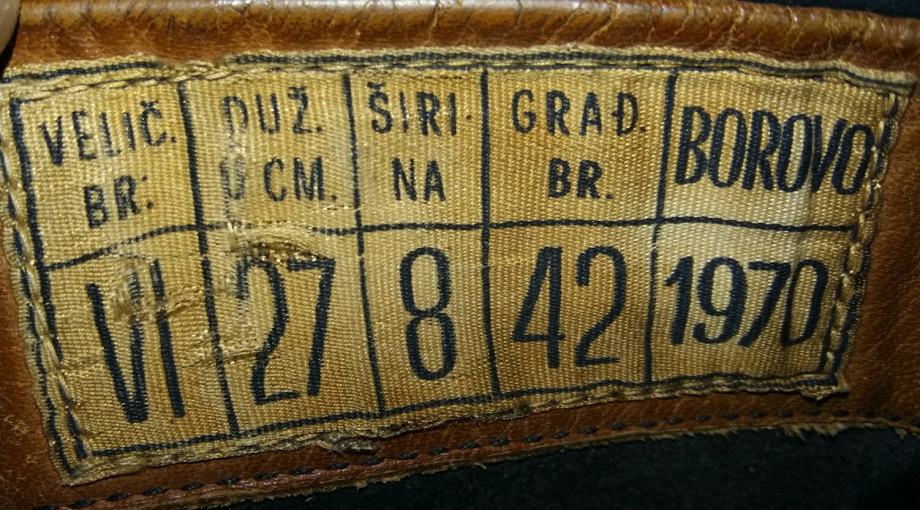 VELIČ. BR:
DUŽ. U CM.
ŠIRI- NA
GRAĐ. BR.
BOROVO
VI 27 8 42 1970